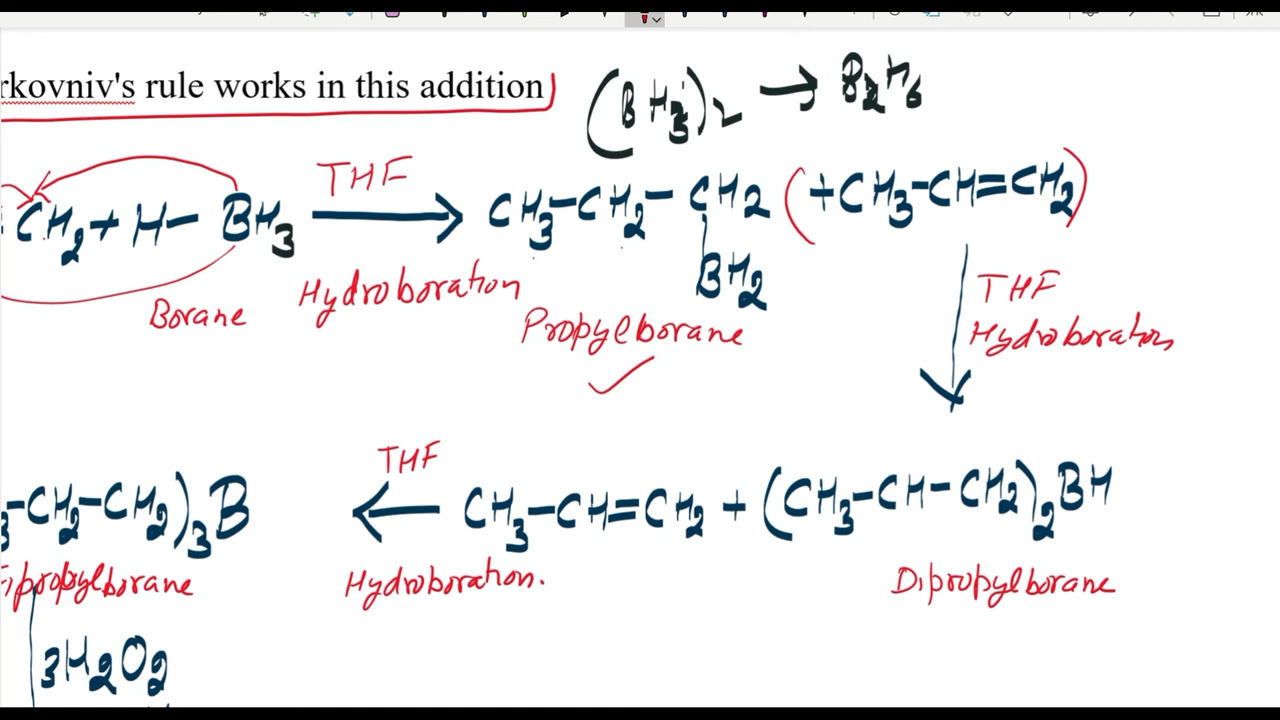 rkovniv's rule works in this addition
(BH3)2 → B2H6
CH2 + H – BH3 THF → CH3–CH2–CH2 (+CH3–CH=CH2)
BH2
Borane Hydroboration Propylborane
THF
Hydroboration
THF
3–CH2–CH2)3B ← CH3–CH=CH2 + (CH3–CH–CH2)2BH
ipropylborane Hydroboration. Dipropylborane
3H2O2